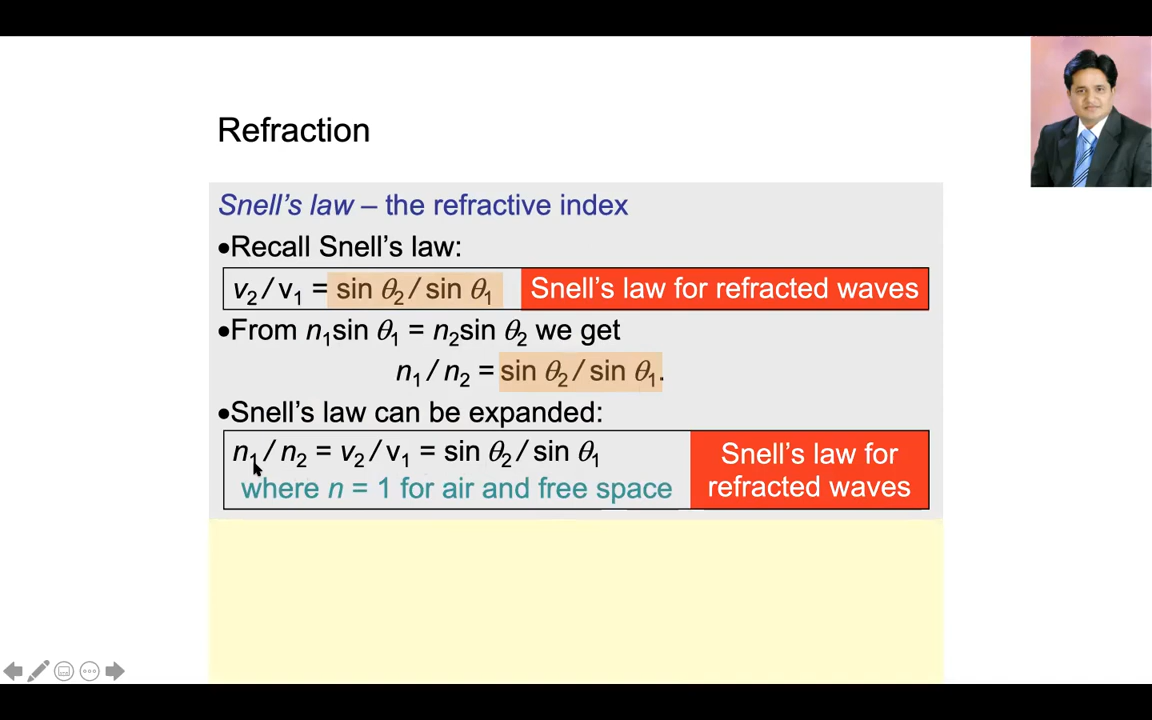 Refraction
Snell's law – the refractive index
•Recall Snell's law:
v₂ / v₁ = sin θ₂ / sin θ₁ Snell's law for refracted waves
•From n₁sin θ₁ = n₂sin θ₂ we get
n₁ / n₂ = sin θ₂ / sin θ₁.
•Snell's law can be expanded:
n₁ / n₂ = v₂ / v₁ = sin θ₂ / sin θ₁
where n = 1 for air and free space
Snell's law for
refracted waves